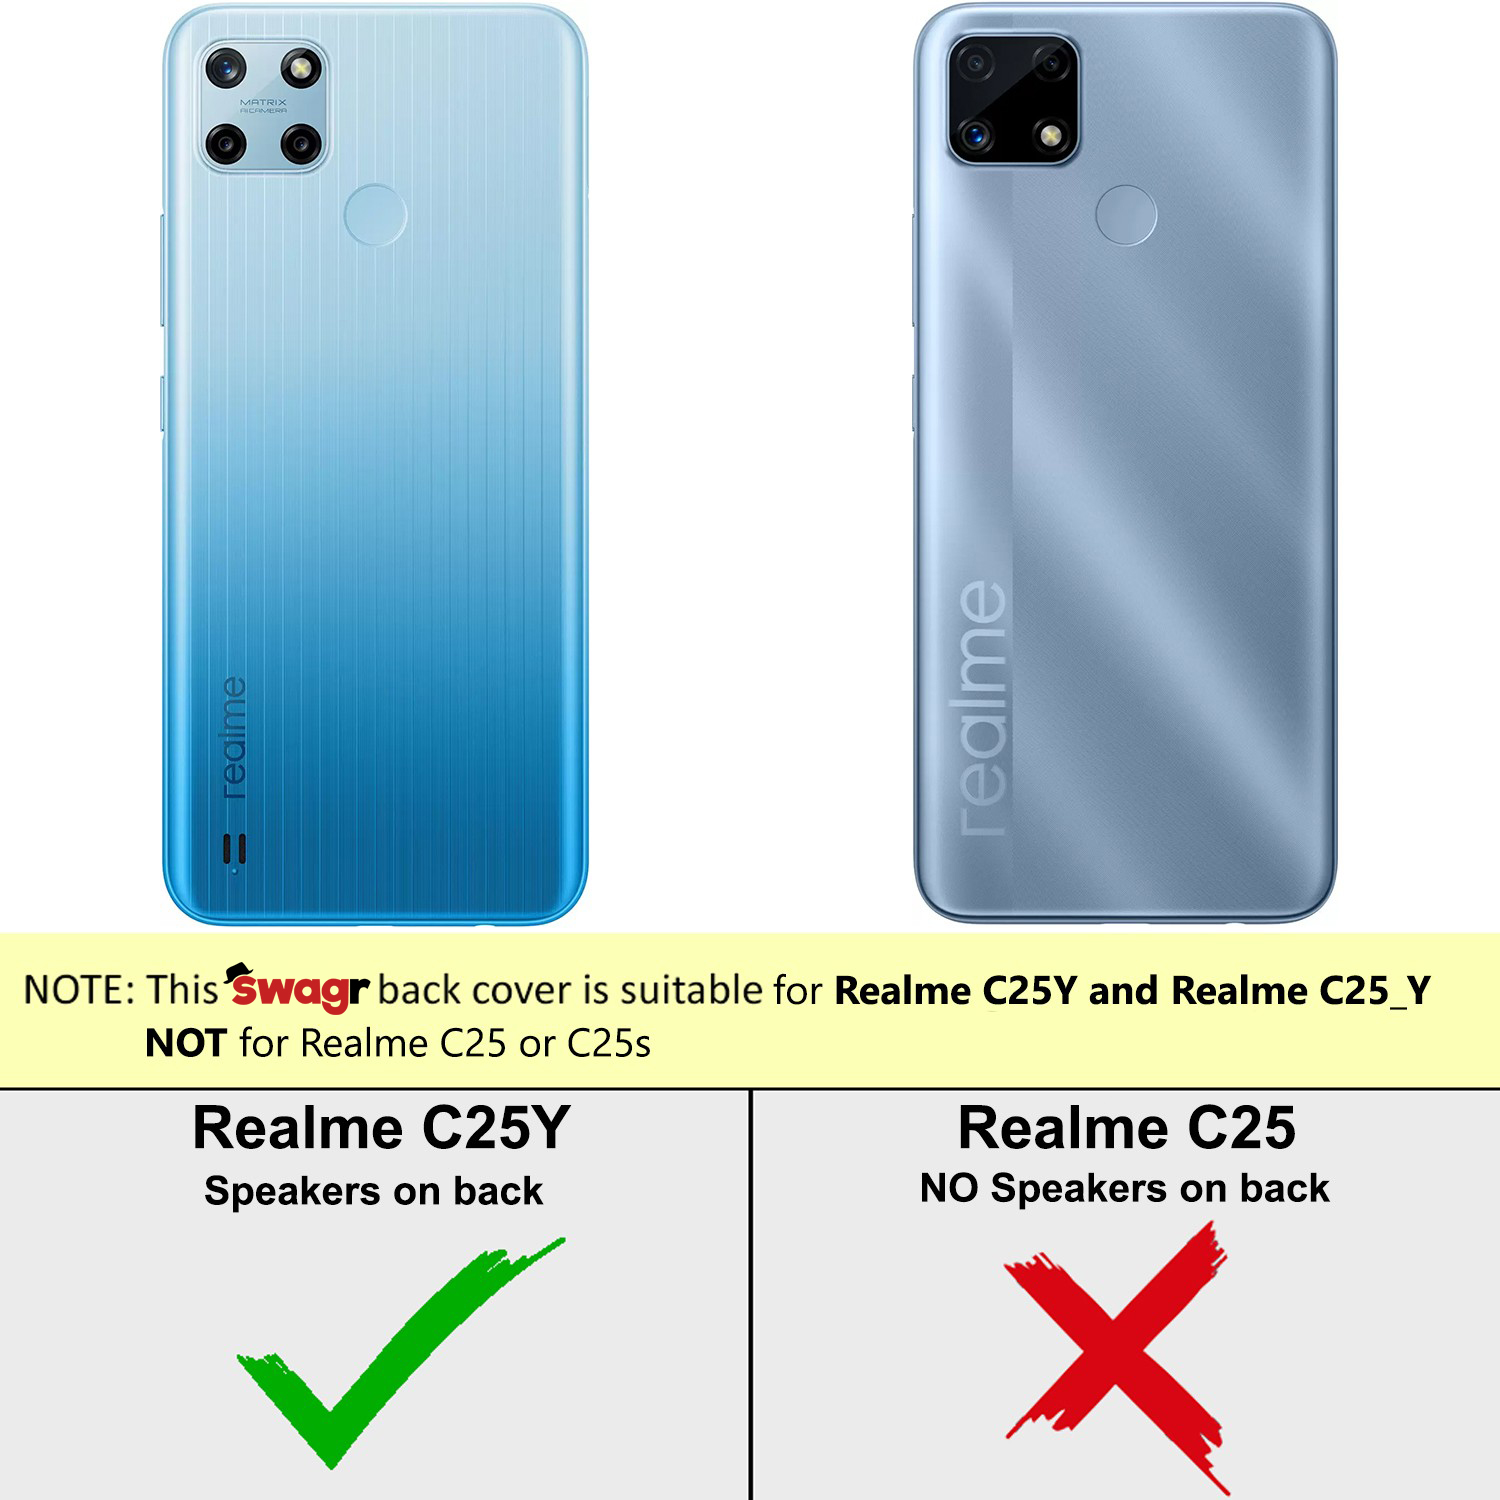 MATRIX
AI CAMERA
realme
realme
NOTE: This Swagr back cover is suitable for Realme C25Y and Realme C25_Y
NOT for Realme C25 or C25s
Realme C25Y
Speakers on back
Realme C25
NO Speakers on back